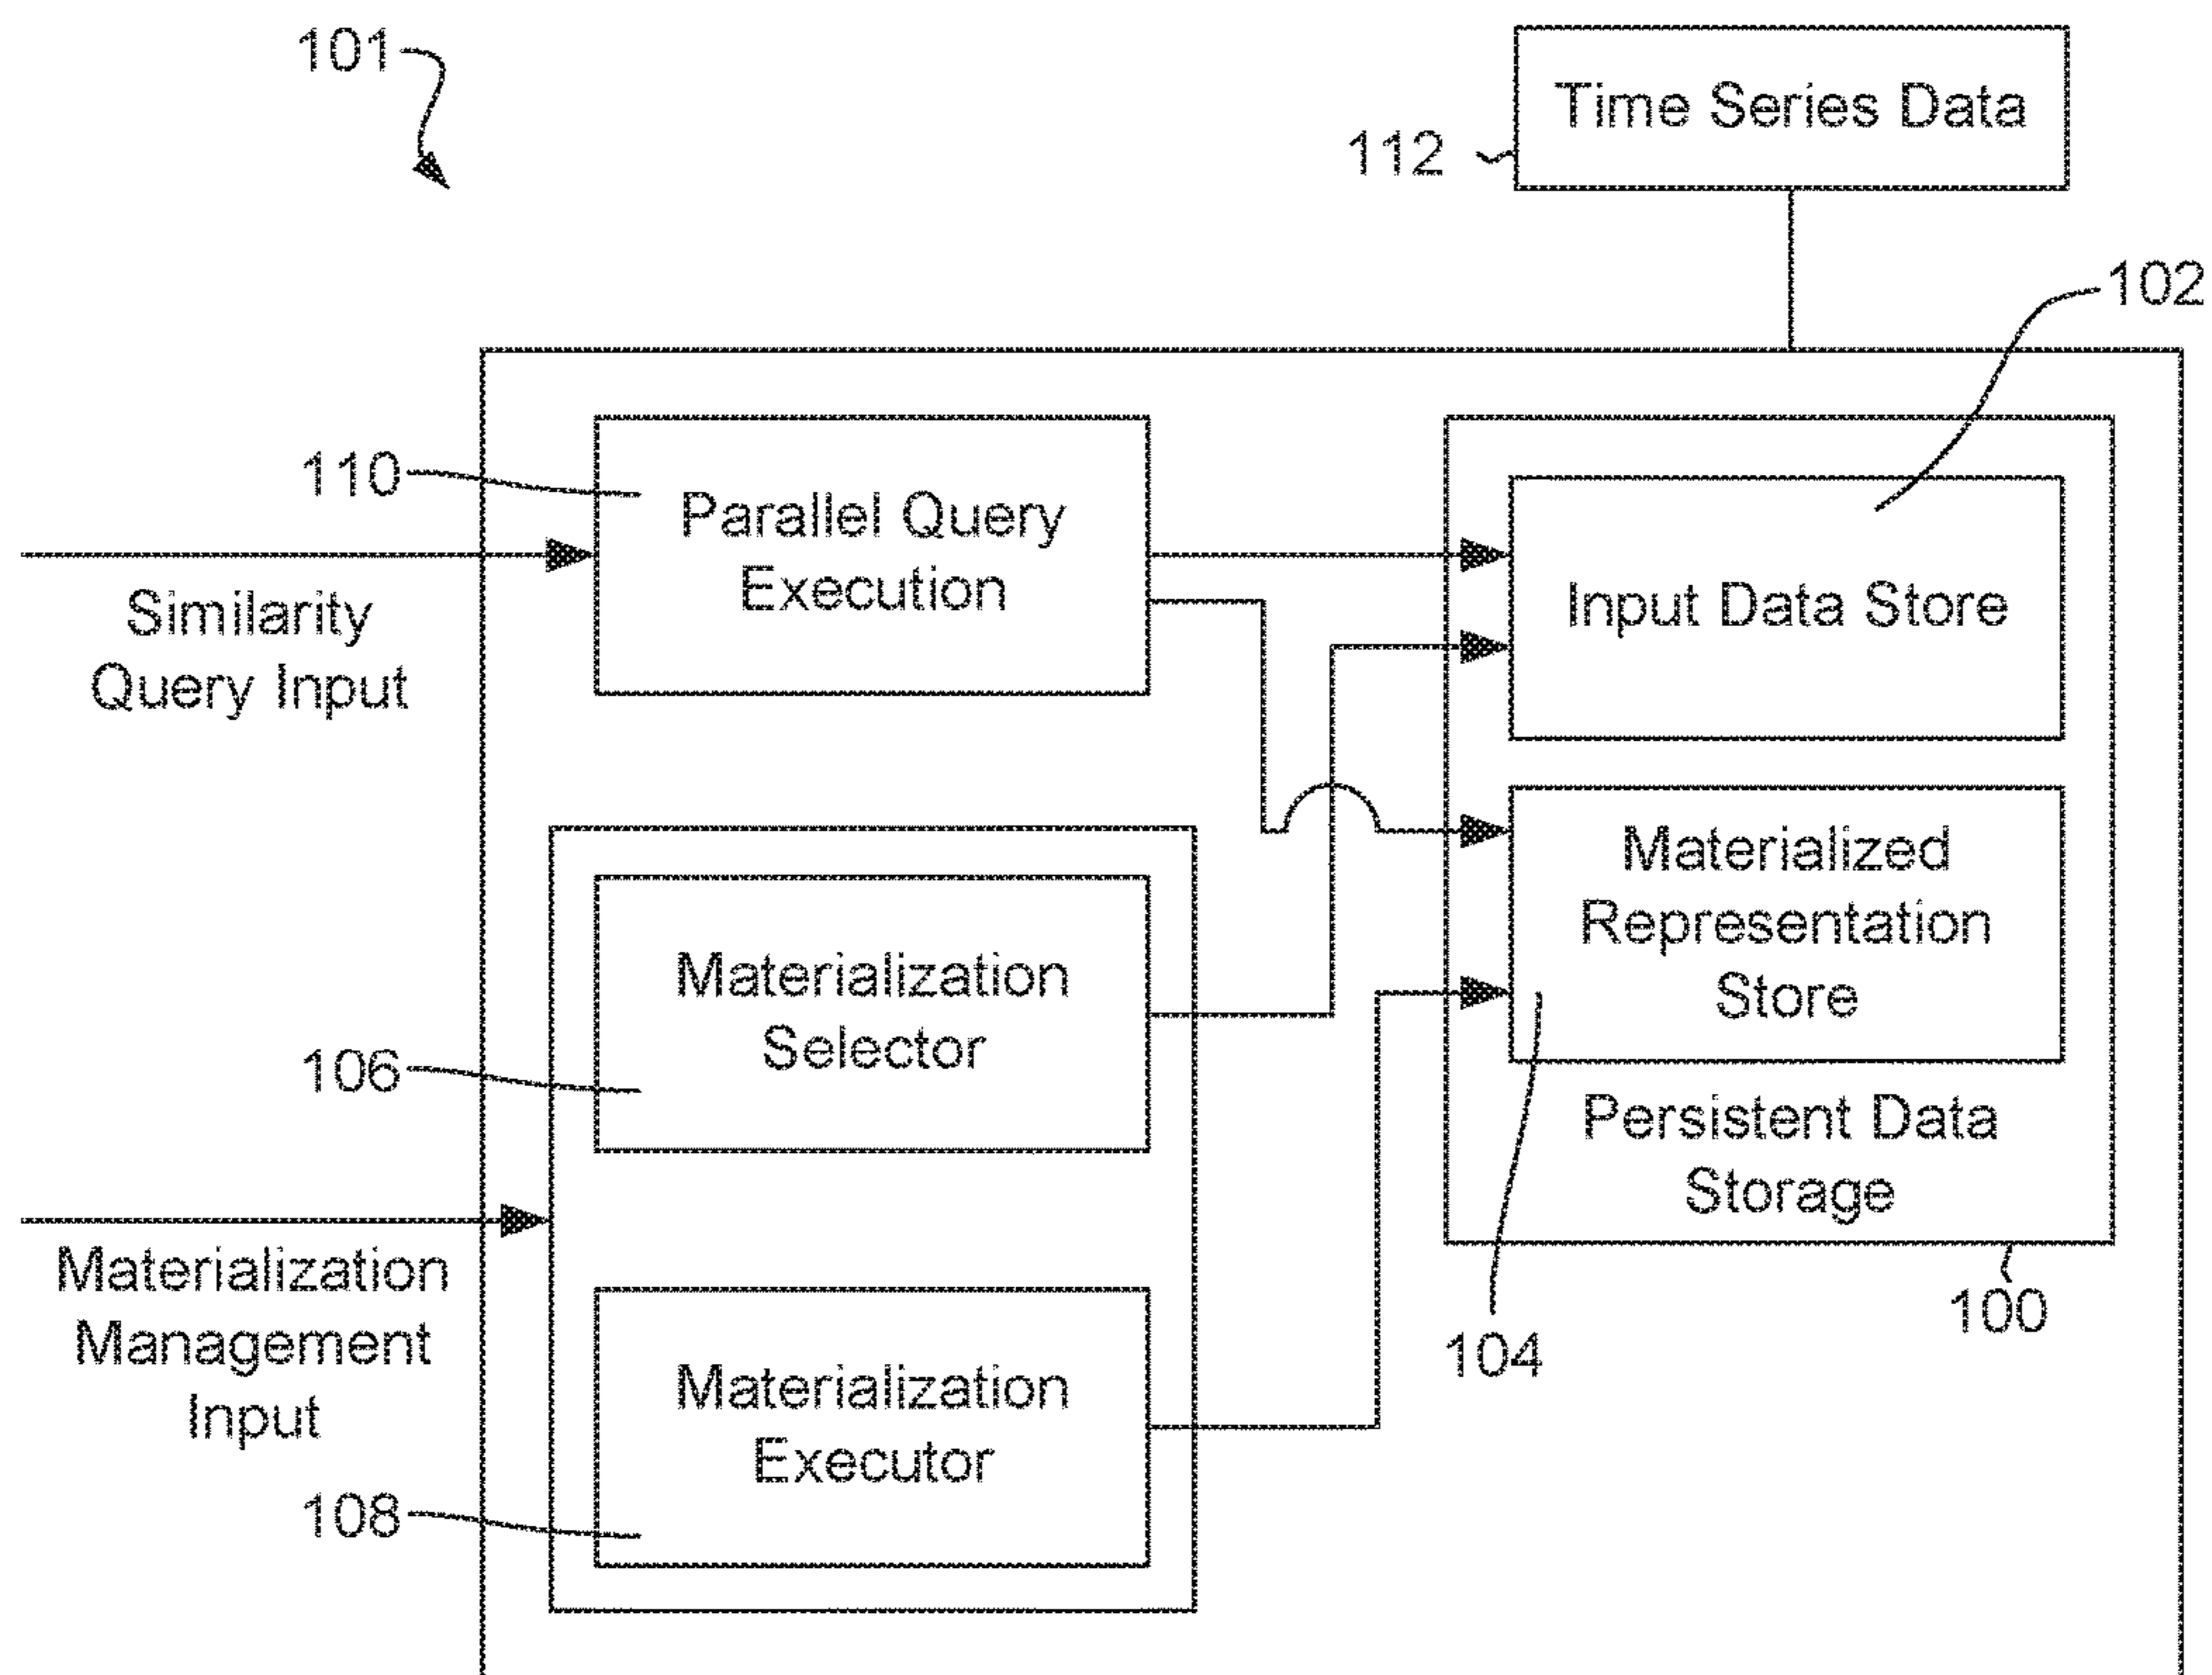 101
Time Series Data
112
102
110
Parallel Query
Execution
Input Data Store
Similarity
Query Input
Materialized
Representation
Store
Materialization
Selector
106
Persistent Data
Storage
100
104
Materialization
Management
Input
Materialization
Executor
108